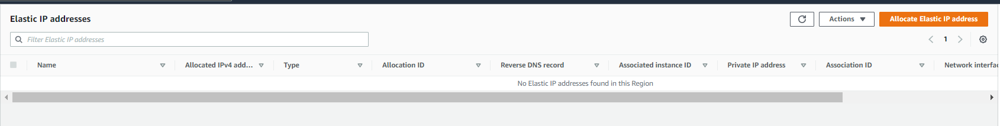 Elastic IP addresses
Actions
Allocate Elastic IP address
Filter Elastic IP addresses
1
Name Allocated IPv4 add... Type Allocation ID Reverse DNS record Associated instance ID Private IP address Association ID Network interfac
No Elastic IP addresses found in this Region